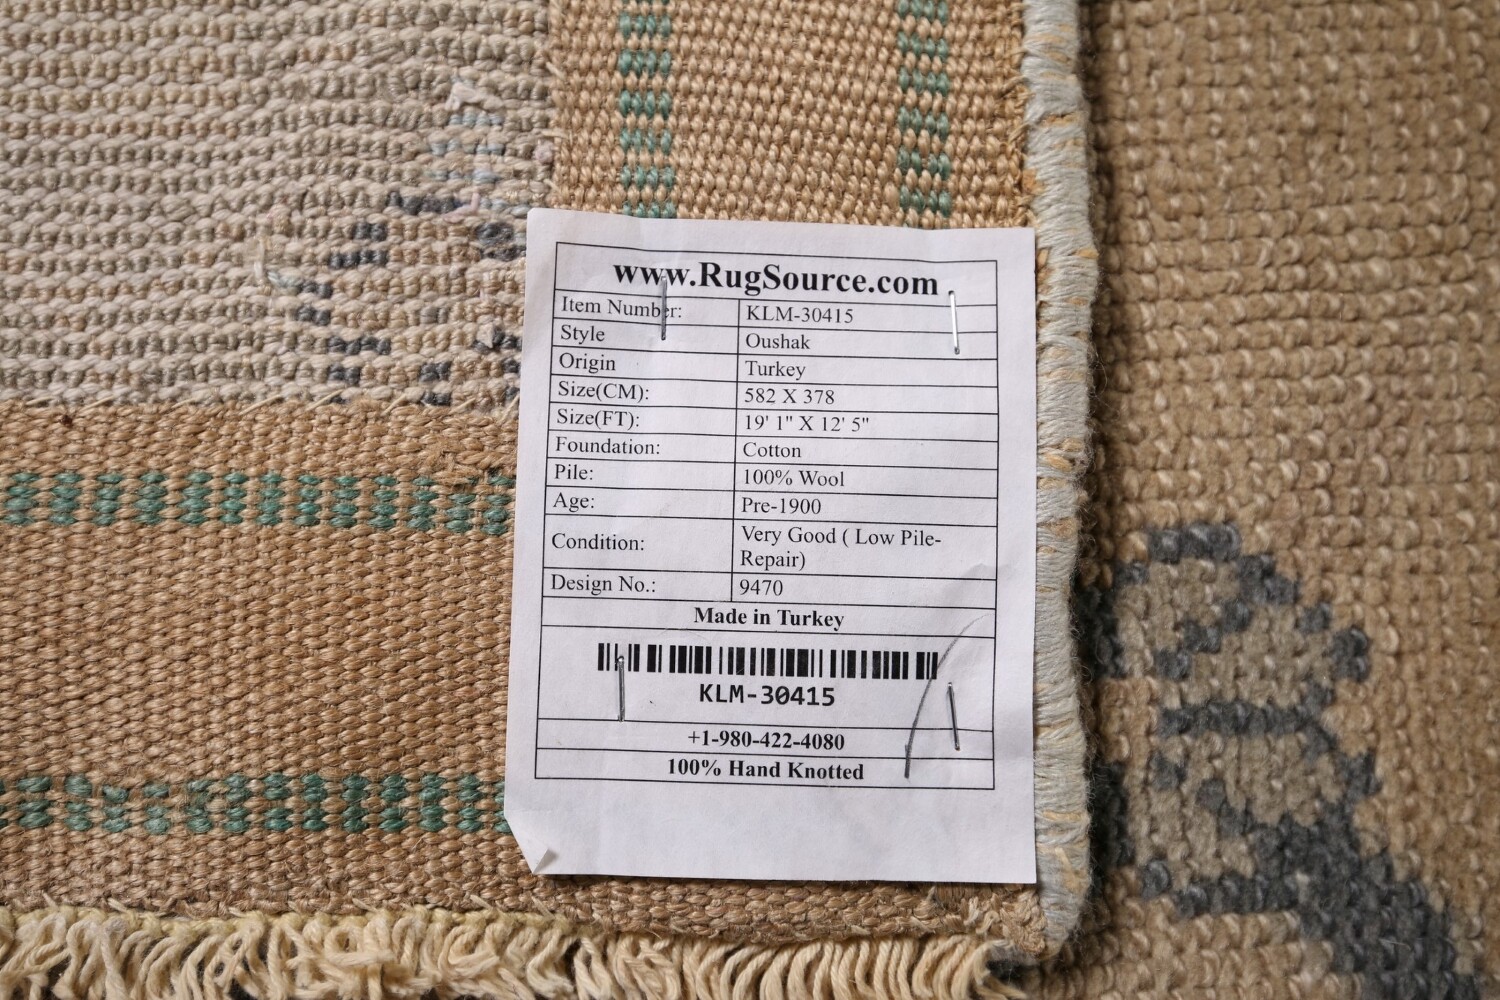 www.RugSource.com
Item Number: KLM-30415
Style Oushak
Origin Turkey
Size(CM): 582 X 378
Size(FT): 19' 1" X 12' 5"
Foundation: Cotton
Pile: 100% Wool
Age: Pre-1900
Condition: Very Good ( Low Pile-
Repair)
Design No.: 9470
Made in Turkey
KLM-30415
+1-980-422-4080
100% Hand Knotted